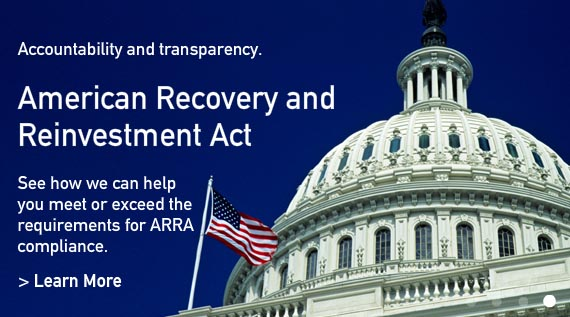 Accountability and transparency.
American Recovery and
Reinvestment Act
See how we can help
you meet or exceed the
requirements for ARRA
compliance.
> Learn More